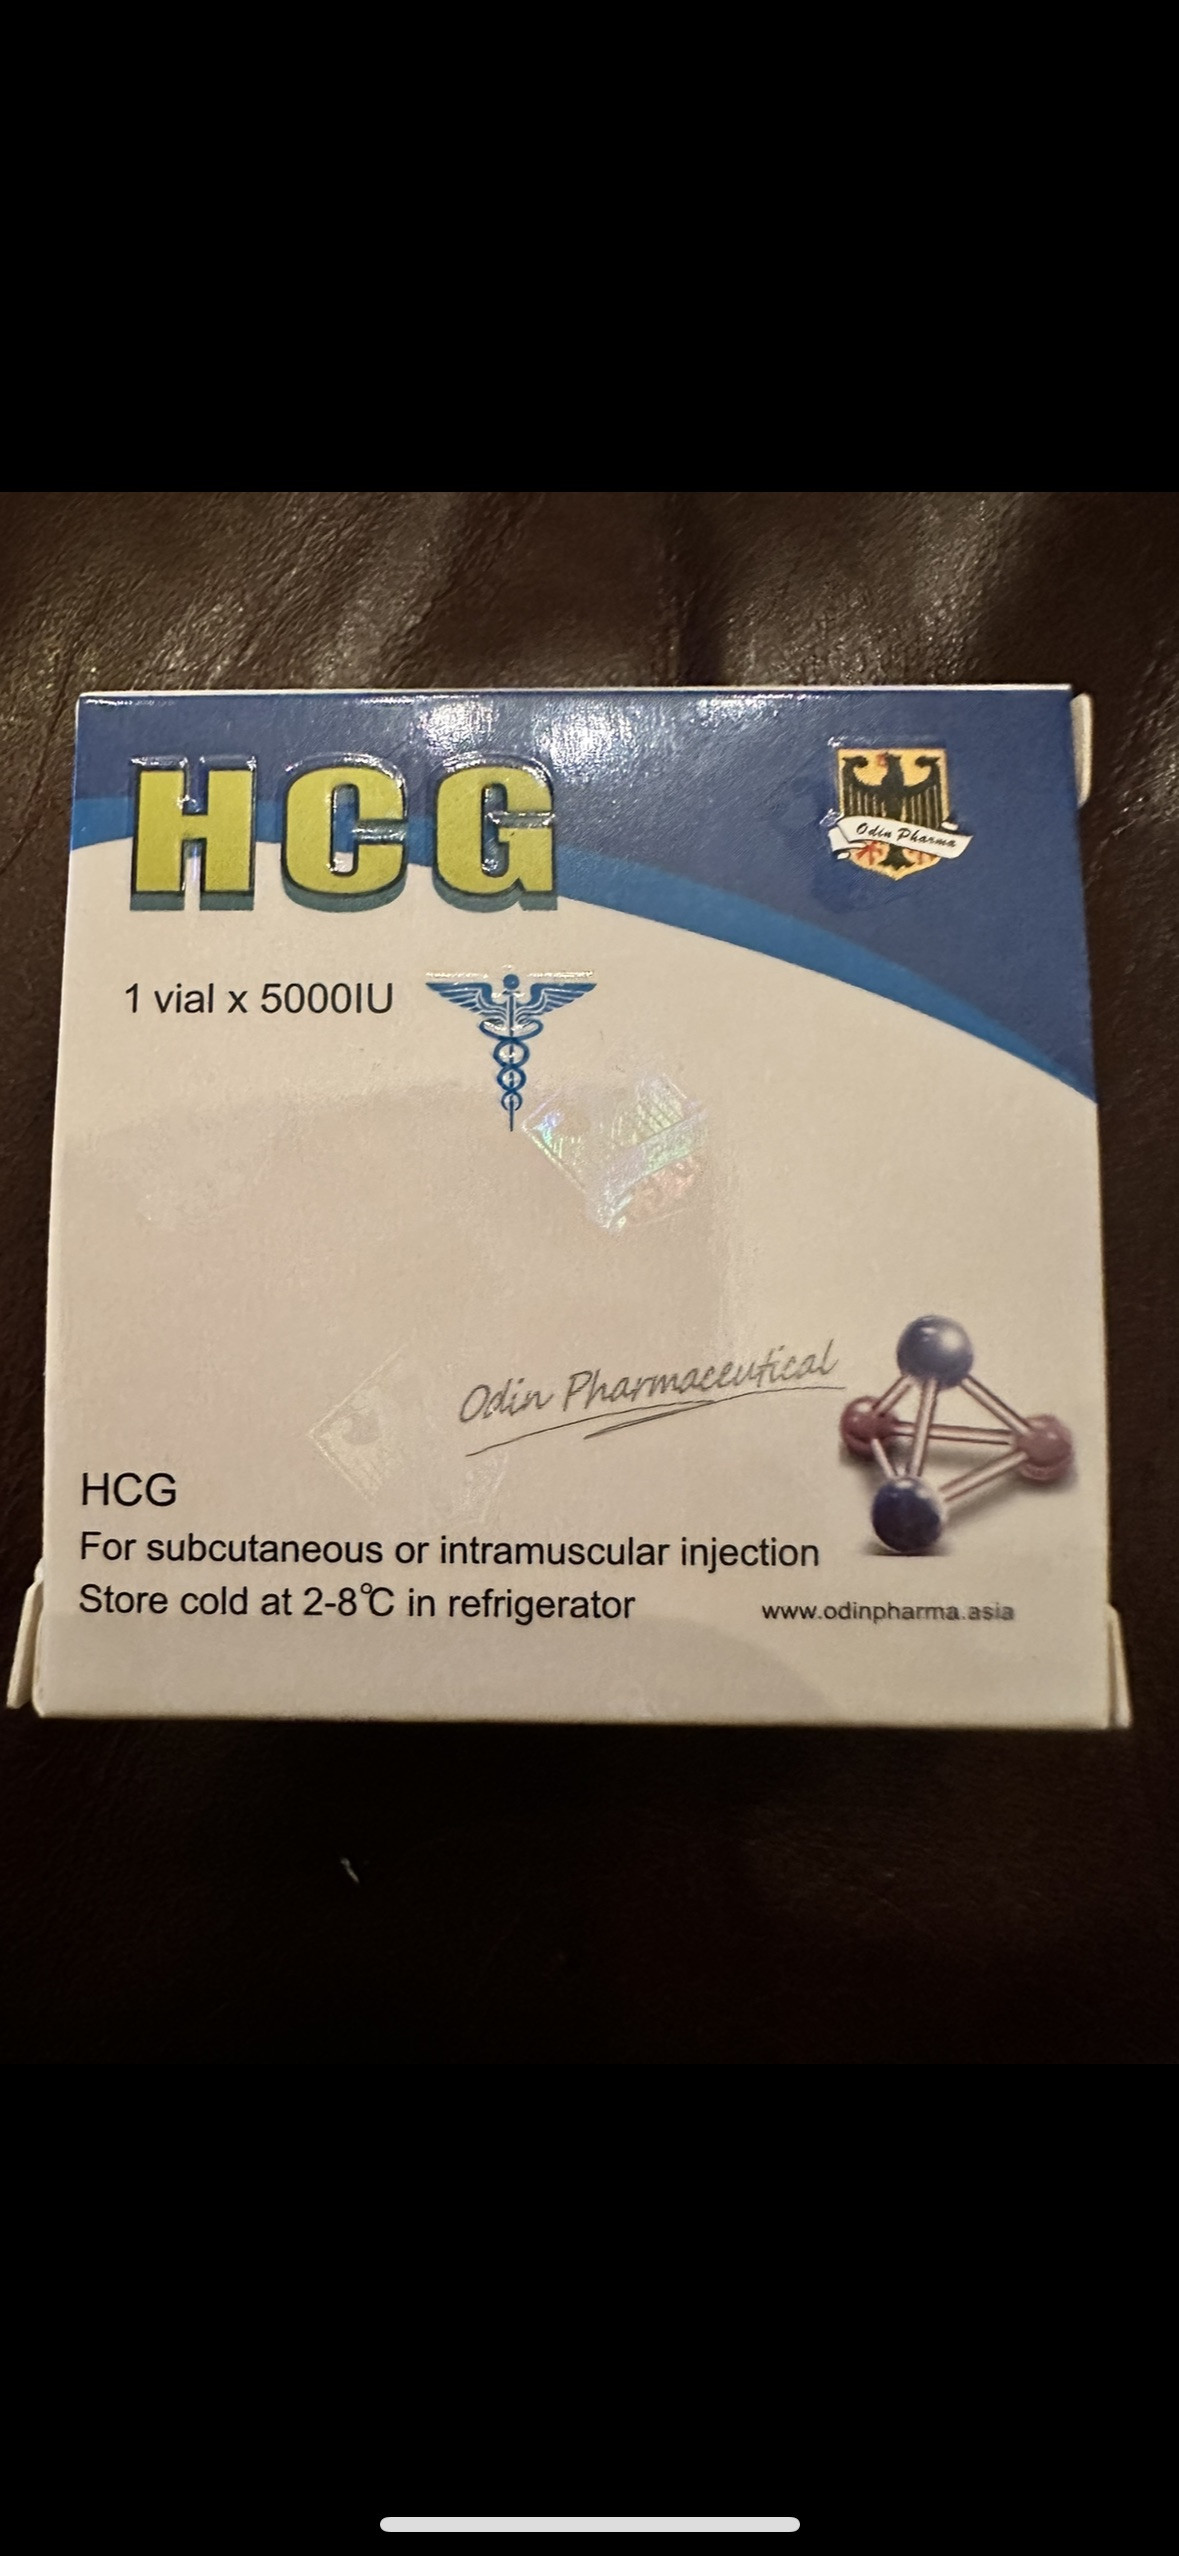 HCG
Odin Pharma
1 vial x 5000IU
Odin Pharmaceutical
HCG
For subcutaneous or intramuscular injection
Store cold at 2-8℃ in refrigerator
www.odinpharma.asia